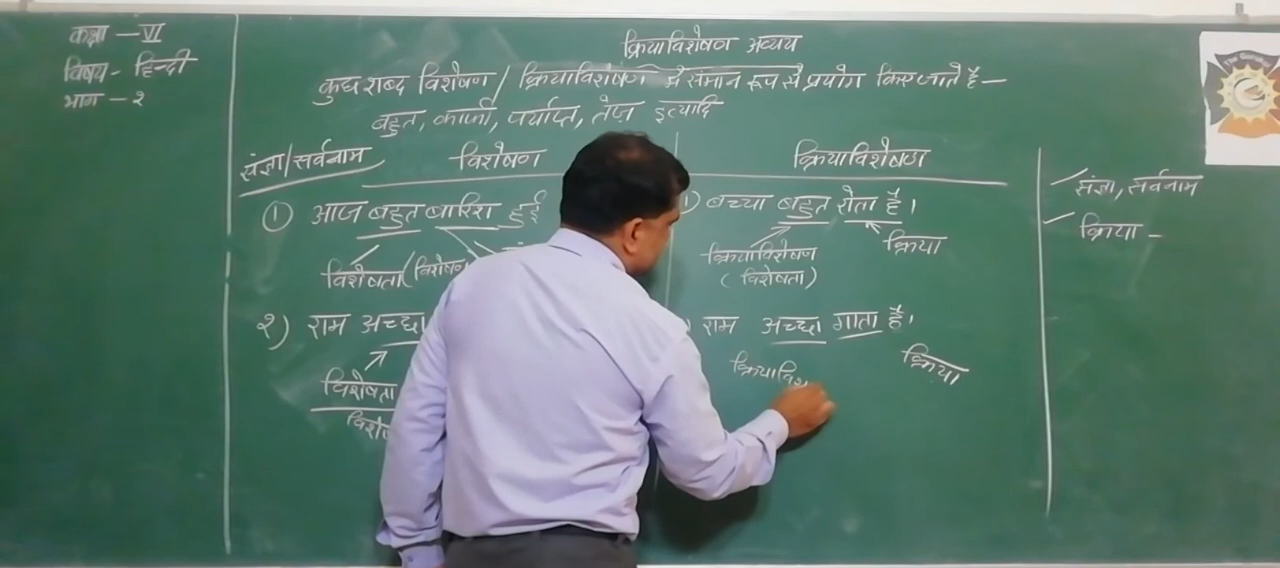 कक्षा - VI
विषय - हिन्दी
भाग - २
क्रियाविशेषण अव्यय
कुछ शब्द विशेषण / क्रियाविशेषण में समान रूप से प्रयोग किए जाते हैं –
बहुत, काफी, पर्याप्त, तेज़ इत्यादि
संज्ञा/सर्वनाम विशेषण
① आज बहुत बारिश हुई
विशेषता (विशेषण
२) राम अच्छा
विशेषता
क्रियाविशेषण
) बच्चा बहुत रोता है।
क्रियाविशेषण क्रिया
(विशेषता)
) राम अच्छा गाता है।
क्रियाविश क्रिया
संज्ञा, सर्वनाम
क्रिया –